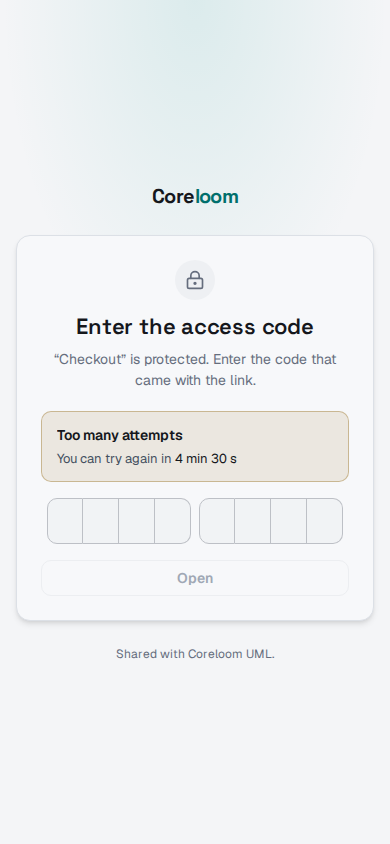 Coreloom
Enter the access code
“Checkout” is protected. Enter the code that
came with the link.
Too many attempts
You can try again in 4 min 30 s
Open
Shared with Coreloom UML.